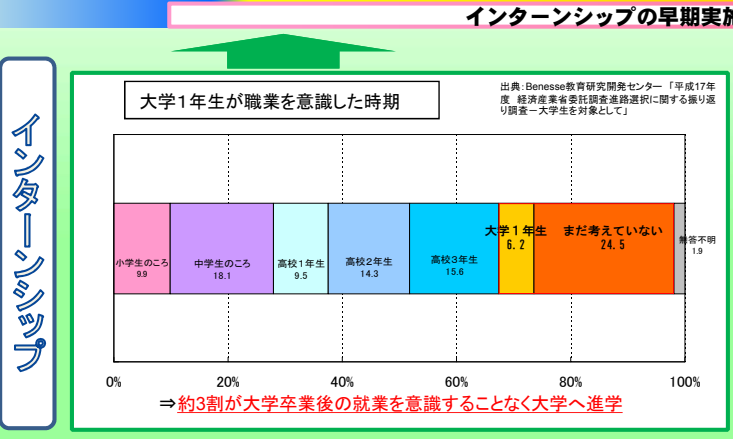 インターンシップの早期実施
インターンシップ
大学１年生が職業を意識した時期
出典：Benesse教育研究開発センター 「平成17年
度 経済産業省委託調査進路選択に関する振り返
り調査－大学生を対象として」
小学生のころ
9.9
中学生のころ
18.1
高校１年生
9.5
高校２年生
14.3
高校３年生
15.6
大学１年生
6.2
まだ考えていない
24.5
無答不明
1.9
0%
20%
40%
60%
80%
100%
⇒約3割が大学卒業後の就業を意識することなく大学へ進学